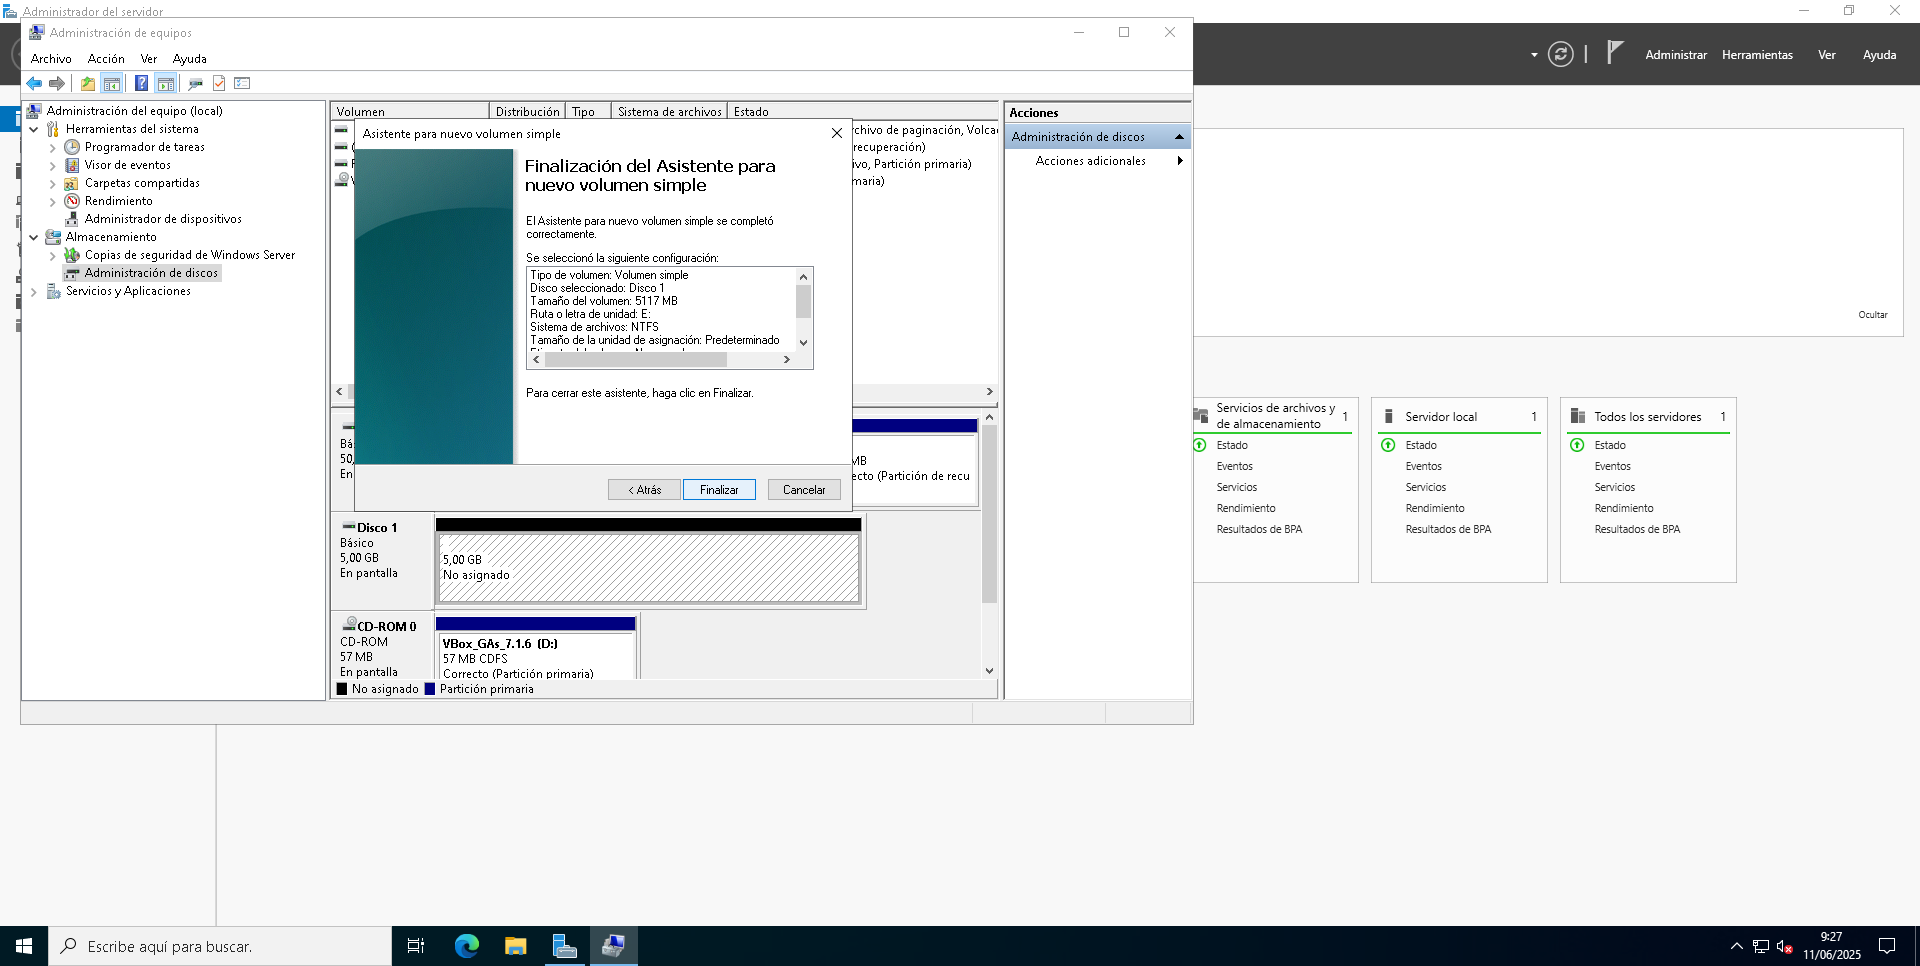 Administrador del servidor
Administración de equipos
Archivo Acción Ver Ayuda
Administrar Herramientas Ver Ayuda
Administración del equipo (local)
Herramientas del sistema
Programador de tareas
Visor de eventos
Carpetas compartidas
Rendimiento
Administrador de dispositivos
Almacenamiento
Copias de seguridad de Windows Server
Administración de discos
Servicios y Aplicaciones
Volumen Distribución Tipo Sistema de archivos Estado
chivo de paginación, Volcad
recuperación)
ivo, Partición primaria)
maria)
Asistente para nuevo volumen simple
Finalización del Asistente para
nuevo volumen simple
El Asistente para nuevo volumen simple se completó
correctamente.
Se seleccionó la siguiente configuración:
Tipo de volumen: Volumen simple
Disco seleccionado: Disco 1
Tamaño del volumen: 5117 MB
Ruta o letra de unidad: E:
Sistema de archivos: NTFS
Tamaño de la unidad de asignación: Predeterminado
Para cerrar este asistente, haga clic en Finalizar.
< Atrás Finalizar Cancelar
Bás
50,
En
MB
ecto (Partición de recu
Disco 1
Básico
5,00 GB
En pantalla
5,00 GB
No asignado
CD-ROM 0
CD-ROM
57 MB
En pantalla
VBox_GAs_7.1.6 (D:)
57 MB CDFS
Correcto (Partición primaria)
No asignado Partición primaria
Acciones
Administración de discos
Acciones adicionales
Ocultar
Servicios de archivos y
de almacenamiento 1
Estado
Eventos
Servicios
Rendimiento
Resultados de BPA
Servidor local 1
Estado
Eventos
Servicios
Rendimiento
Resultados de BPA
Todos los servidores 1
Estado
Eventos
Servicios
Rendimiento
Resultados de BPA
Escribe aquí para buscar.
9:27
11/06/2025